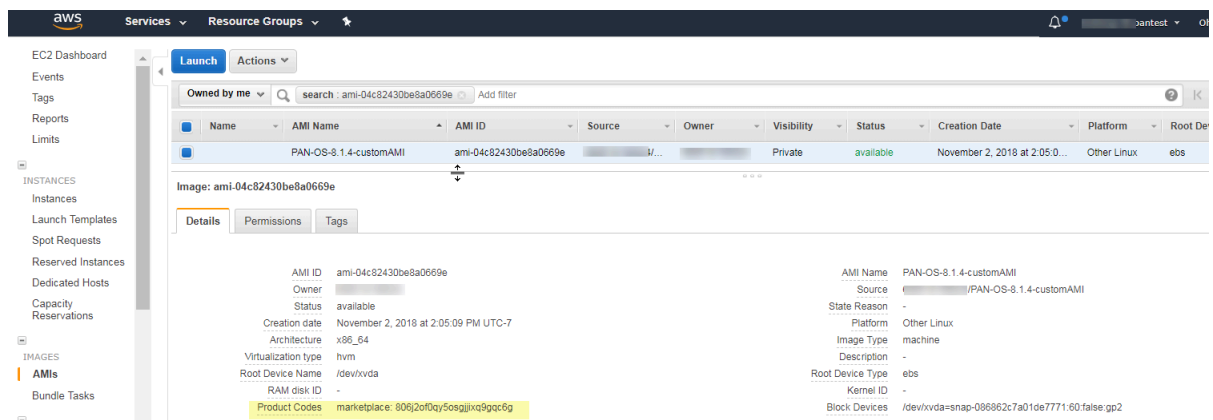 aws Services Resource Groups pantest Oh
EC2 Dashboard
Events
Tags
Reports
Limits
INSTANCES
Instances
Launch Templates
Spot Requests
Reserved Instances
Dedicated Hosts
Capacity
Reservations
IMAGES
AMIs
Bundle Tasks
Launch Actions
Owned by me search : ami-04c82430be8a0669e Add filter
Name AMI Name AMI ID Source Owner Visibility Status Creation Date Platform Root De
PAN-OS-8.1.4-customAMI ami-04c82430be8a0669e /... Private available November 2, 2018 at 2:05:0... Other Linux ebs
Image: ami-04c82430be8a0669e
Details Permissions Tags
AMI ID ami-04c82430be8a0669e AMI Name PAN-OS-8.1.4-customAMI
Owner Source /PAN-OS-8.1.4-customAMI
Status available State Reason -
Creation date November 2, 2018 at 2:05:09 PM UTC-7 Platform Other Linux
Architecture x86_64 Image Type machine
Virtualization type hvm Description -
Root Device Name /dev/xvda Root Device Type ebs
RAM disk ID - Kernel ID -
Product Codes marketplace: 806j2of0qy5osgjjixq9gqc6g Block Devices /dev/xvda=snap-086862c7a01de7771:60:false:gp2